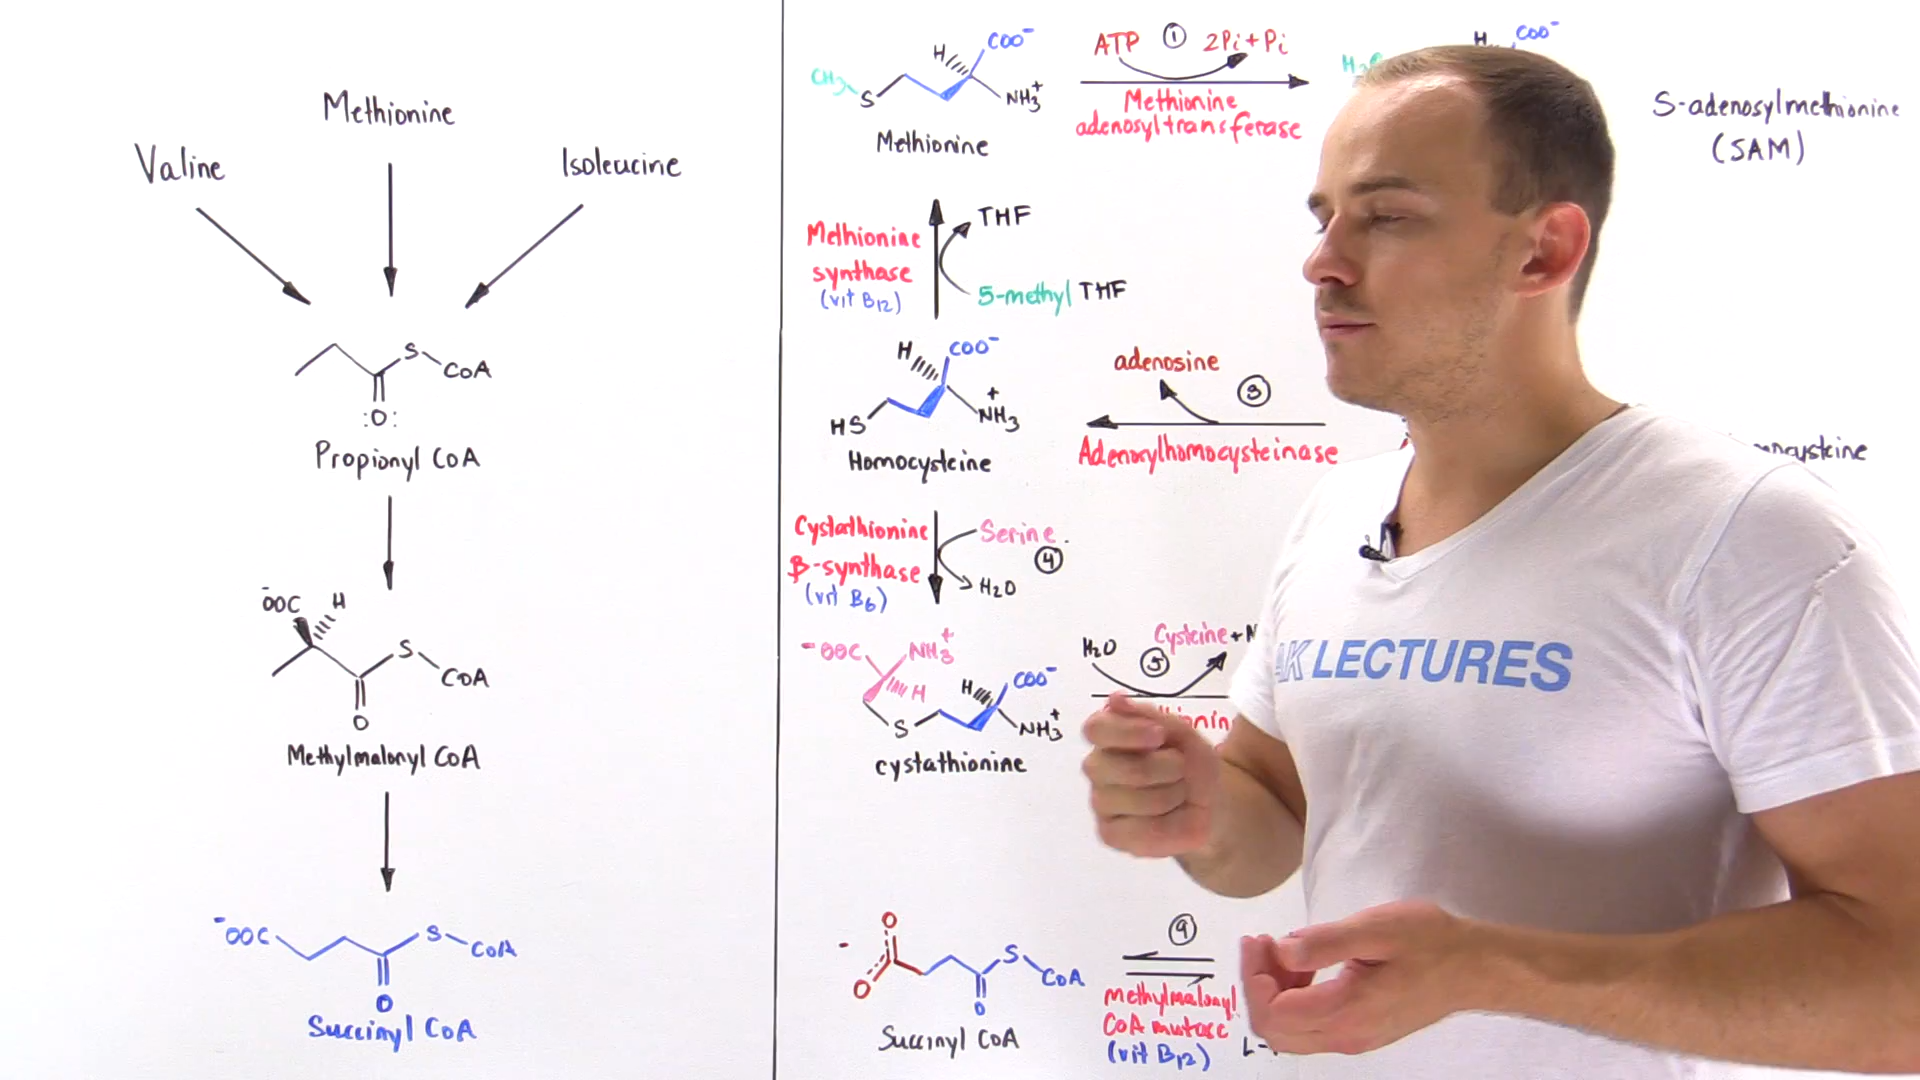 Methionine
Valine
Isoleucine
S
CoA
:O:
Propionyl CoA
⁻OOC
H
S
CoA
O
Methylmalonyl CoA
⁻OOC
S
CoA
O
Succinyl CoA
CH₃
S
H
COO⁻
NH₃⁺
Methionine
ATP
①
2Pi + Pi
Methionine
adenosyltransferase
H
COO⁻
S-adenosylmethionine
(SAM)
Methionine
synthase
(vit B₁₂)
THF
5-methyl THF
H
COO⁻
NH₃⁺
HS
Homocysteine
adenosine
③
Adenosylhomocysteinase
Cystathionine
β-synthase
(vit B₆)
Serine
④
H₂O
⁻OOC
NH₃⁺
H
S
H
COO⁻
NH₃⁺
cystathionine
H₂O
⑤
Cysteine + N
AK LECTURES
-
O
O
S
CoA
O
Succinyl CoA
⑨
Methylmalonyl
CoA mutase
(vit B₁₂)
L-